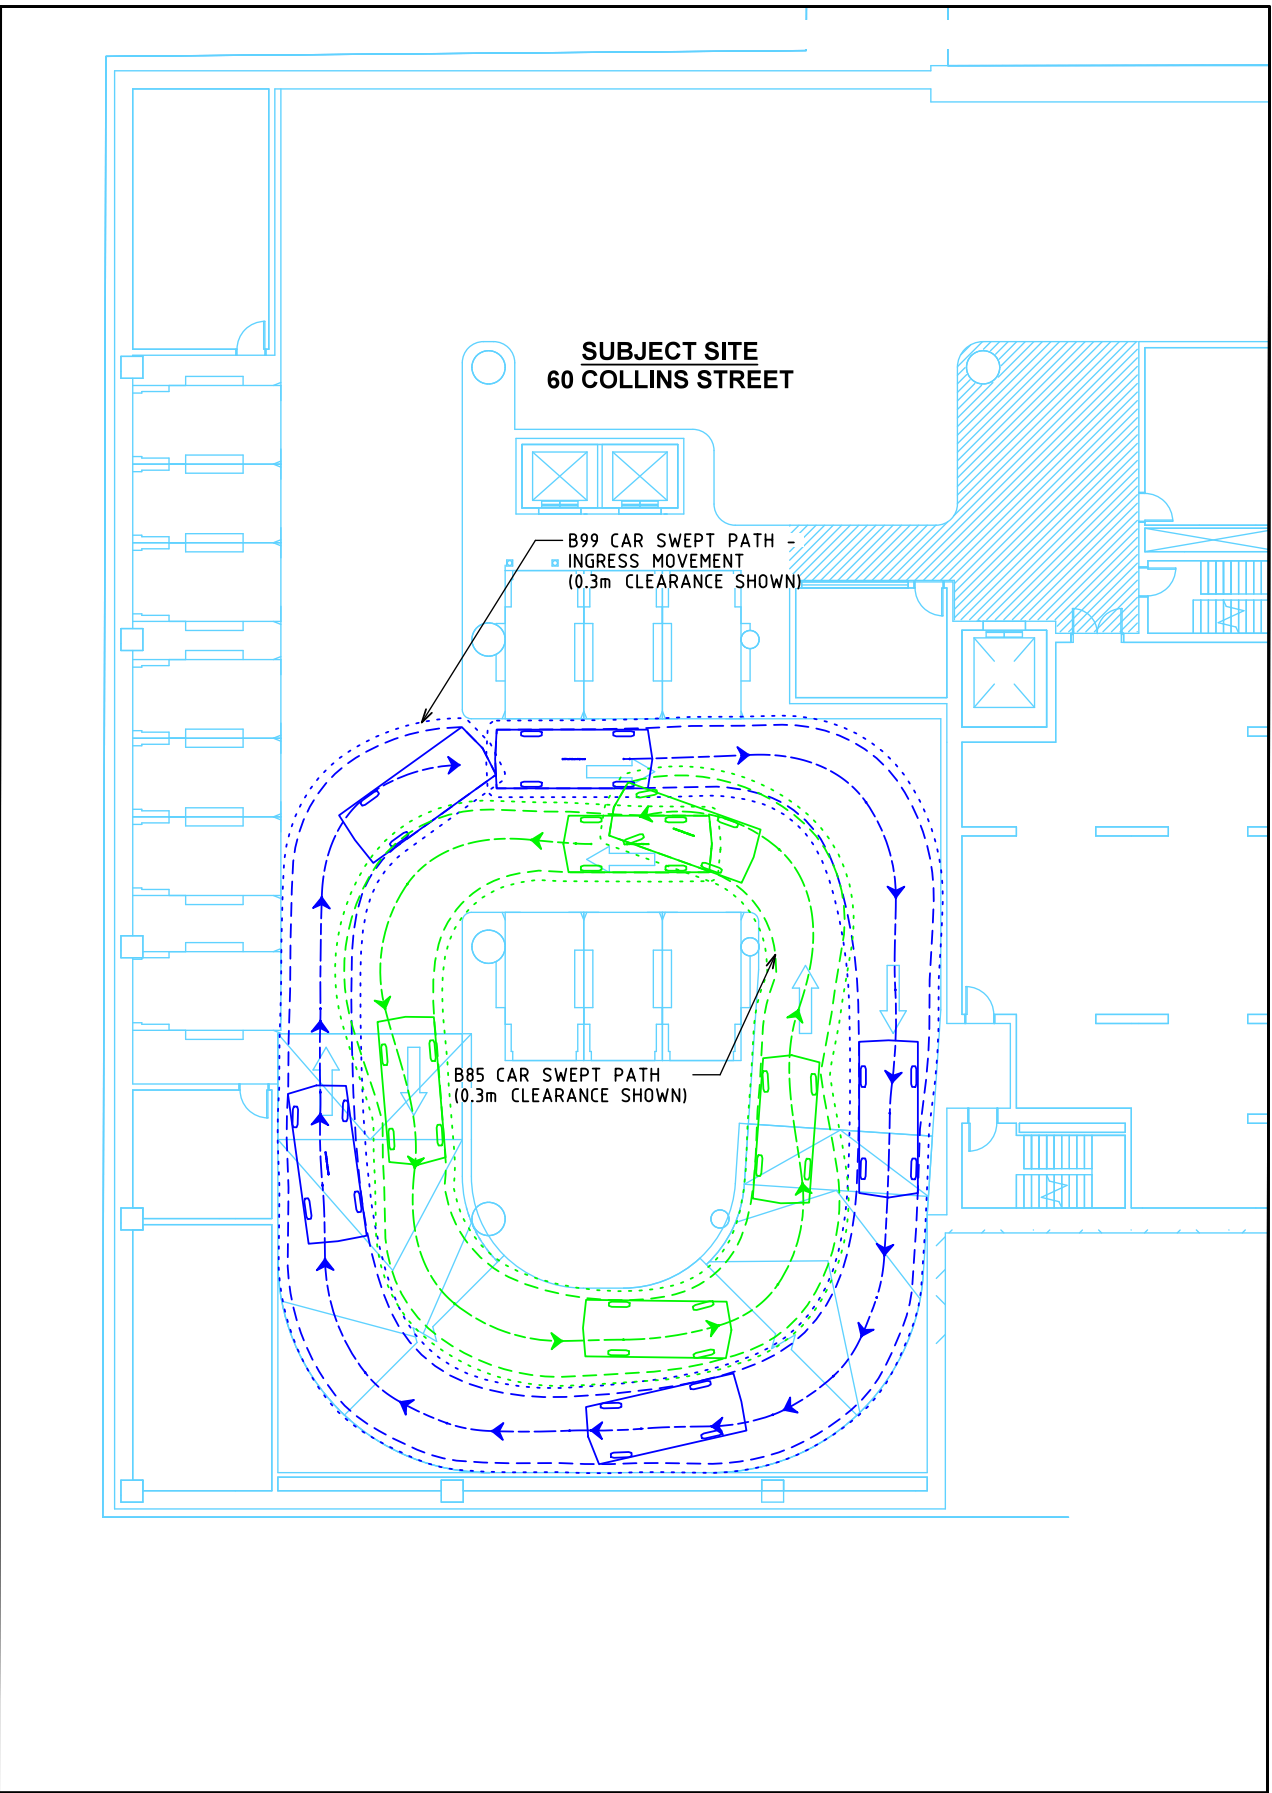 SUBJECT SITE
60 COLLINS STREET
B99 CAR SWEPT PATH -
INGRESS MOVEMENT
(0.3m CLEARANCE SHOWN)
B85 CAR SWEPT PATH
(0.3m CLEARANCE SHOWN)